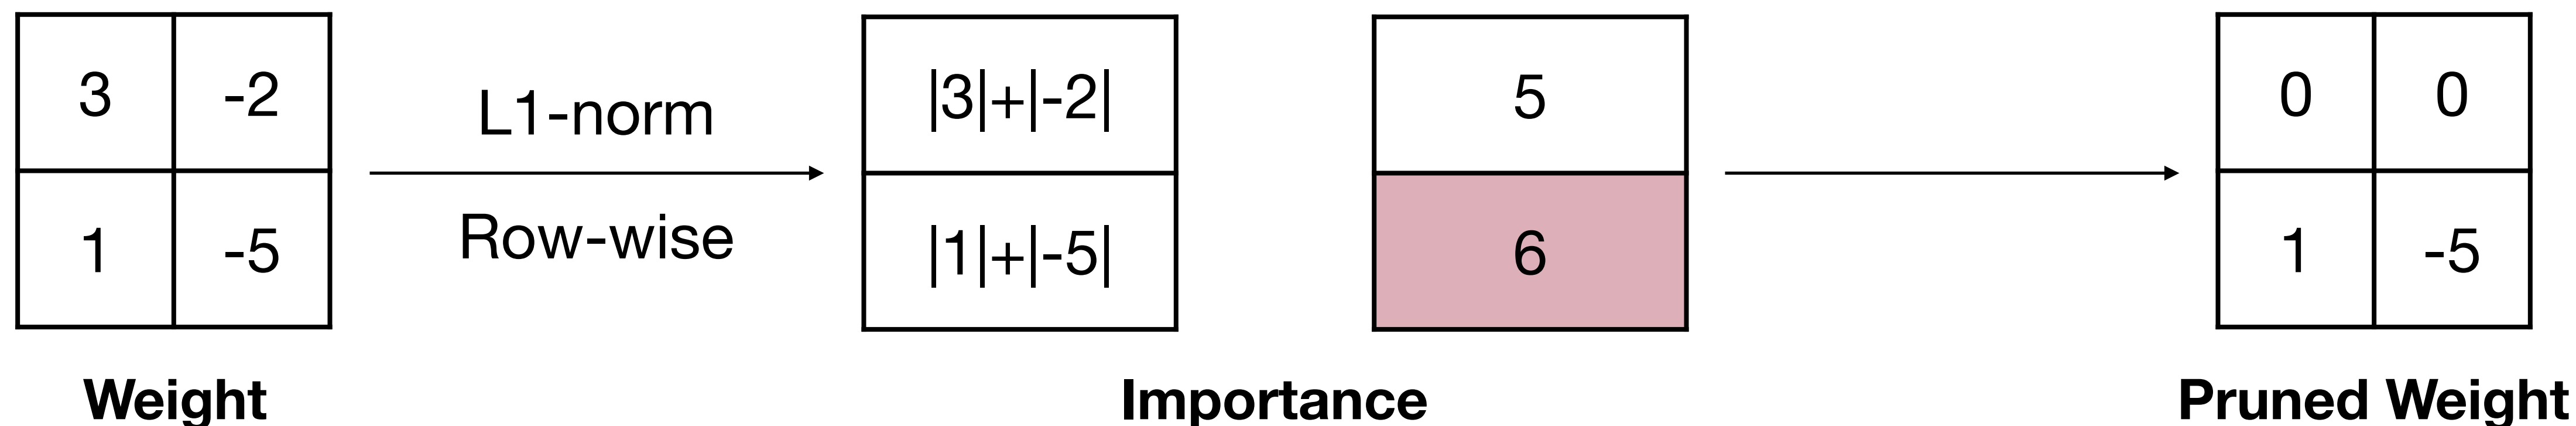 3 -2
1 -5
Weight
L1-norm
Row-wise
|3|+|-2|
|1|+|-5|
5
6
Importance
0 0
1 -5
Pruned Weight